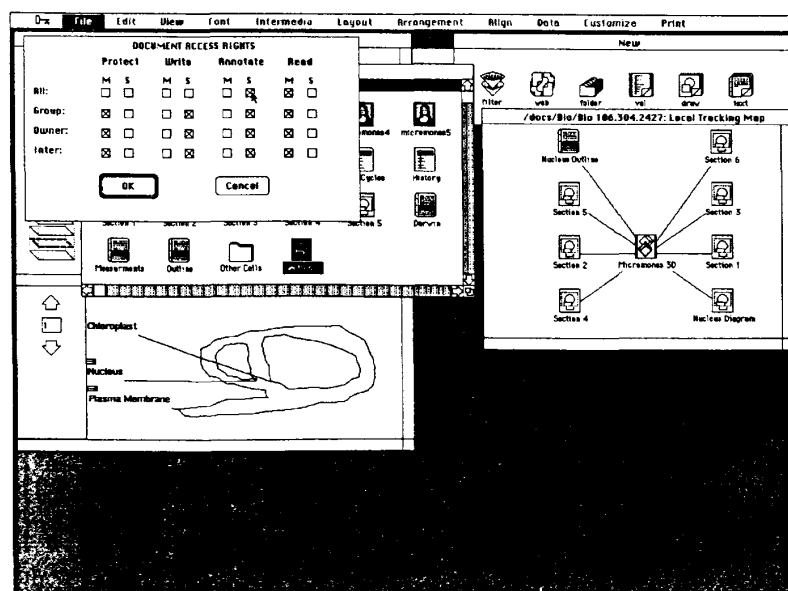 File Edit View Font Intermedia Layout Arrangement Align Data Customize Print
DOCUMENT ACCESS RIGHTS
Protect Write Annotate Read
M S M S M S M S
All:
Group:
Owner:
Inter:
OK Cancel
micromonas5
Cycles History
Section 1 Section 2 Section 3 Section 4 Section 5 Darwin
Measurments Outline Other Cells
1
Chloroplast
Nucleus
Plasma Membrane
New
filter web folder val draw text
/docs/Bio/Bio 106.304.2427: Local Tracking Map
Nucleus Outline Section 6
Section 5 Section 3
Section 2 Micromonas 3D Section 1
Section 4 Nucleus Diagram